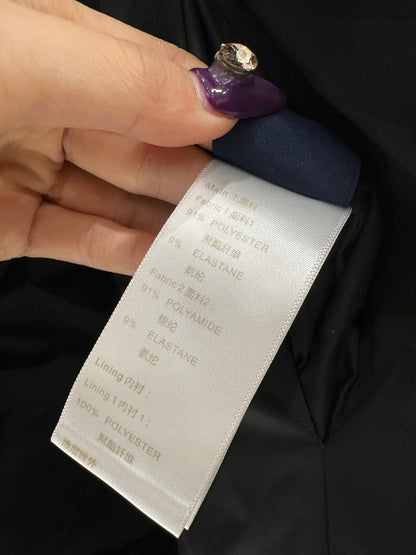 Main 主面料
Fabric 1 面料1
91% POLYESTER
聚酯纤维
9% ELASTANE
氨纶
Fabric 2 面料2 :
91% POLYAMIDE
锦纶
9% ELASTANE
氨纶
Lining 内衬 :
Lining 1 内衬 1 :
100% POLYESTER
聚酯纤维